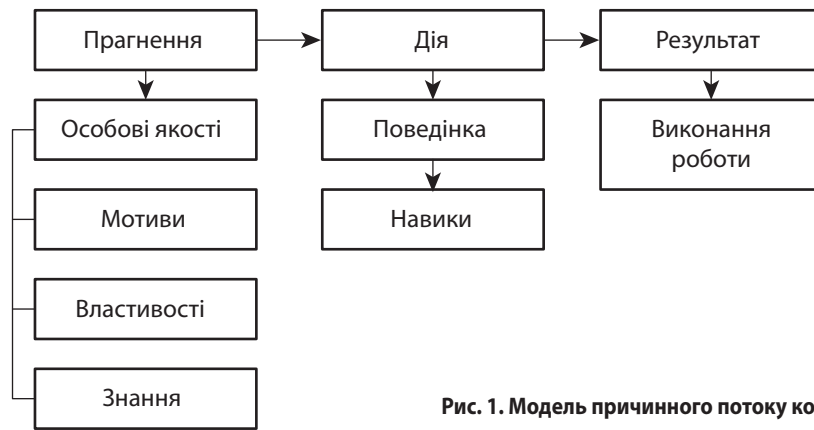 Прагнення
Дія
Результат
Особові якості
Поведінка
Виконання
роботи
Мотиви
Навики
Властивості
Знання
Рис. 1. Модель причинного потоку ко